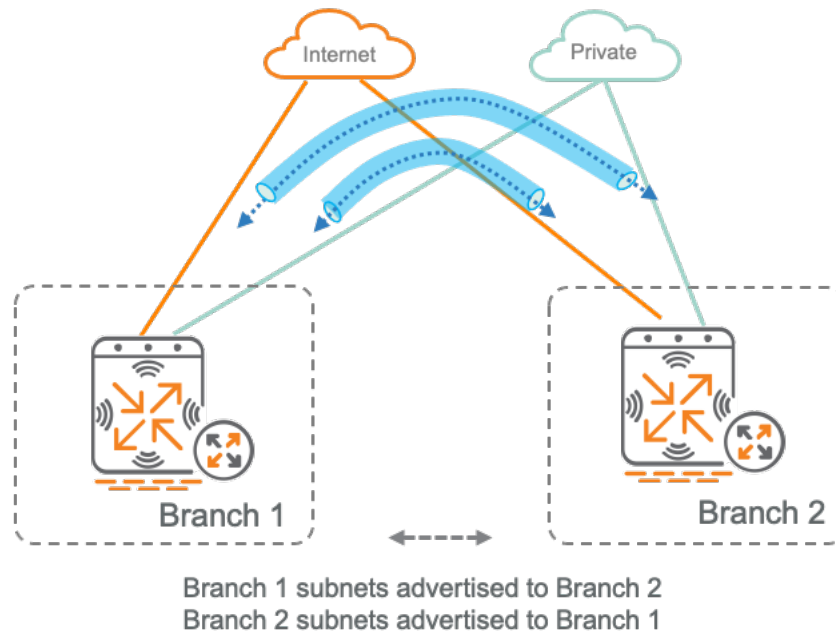 Internet
Private
Branch 1
Branch 2
Branch 1 subnets advertised to Branch 2
Branch 2 subnets advertised to Branch 1